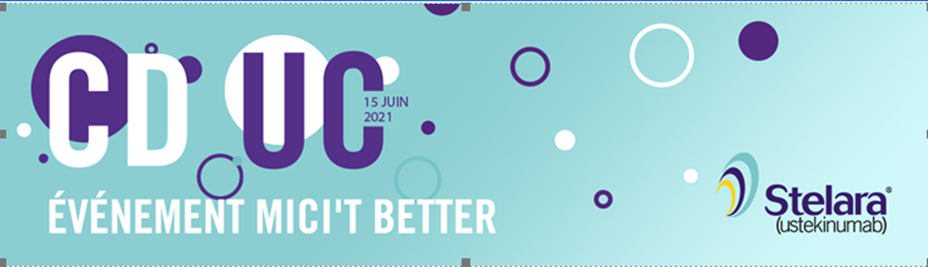 CD UC
15 JUIN
2021
ÉVÉNEMENT MICI'T BETTER
Stelara®
(ustekinumab)